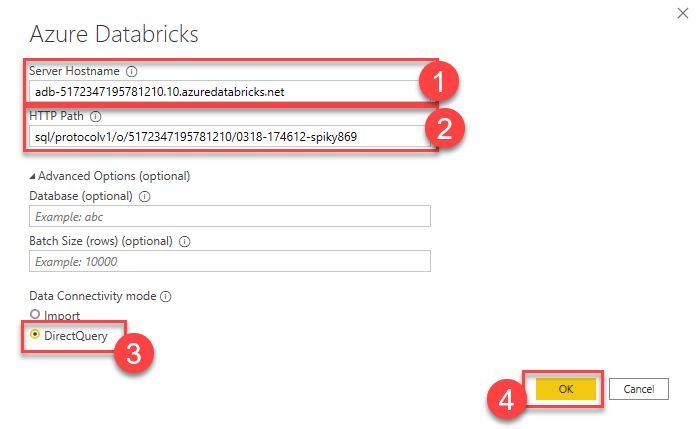 Azure Databricks
Server Hostname
adb-5172347195781210.10.azuredatabricks.net
1
HTTP Path
sql/protocolv1/o/5172347195781210/0318-174612-spiky869
2
Advanced Options (optional)
Database (optional)
Example: abc
Batch Size (rows) (optional)
Example: 10000
Data Connectivity mode
Import
DirectQuery
3
4
OK
Cancel